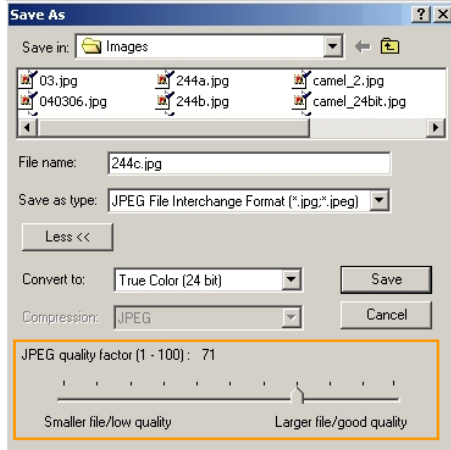 Save As
Save in: Images
03.jpg 244a.jpg camel_2.jpg
040306.jpg 244b.jpg camel_24bit.jpg
File name: 244c.jpg
Save as type: JPEG File Interchange Format (*.jpg;*.jpeg)
Less <<
Convert to: True Color (24 bit) Save
Compression: JPEG Cancel
JPEG quality factor (1 - 100) : 71
Smaller file/low quality Larger file/good quality